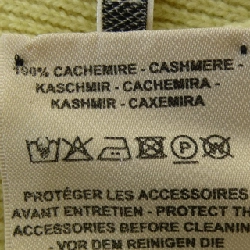 100% CACHEMIRE - CASHMERE -
KASCHMIR - CACHEMIRA -
KASHMIR - CAXEMIRA
P
PROTÉGER LES ACCESSOIRES
AVANT ENTRETIEN - PROTECT THE
ACCESSORIES BEFORE CLEANING
VOR DEM REINIGEN DIE